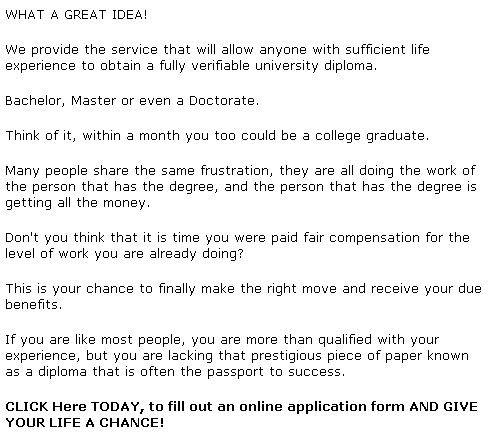 WHAT A GREAT IDEA!
We provide the service that will allow anyone with sufficient life
experience to obtain a fully verifiable university diploma.
Bachelor, Master or even a Doctorate.
Think of it, within a month you too could be a college graduate.
Many people share the same frustration, they are all doing the work of
the person that has the degree, and the person that has the degree is
getting all the money.
Don't you think that it is time you were paid fair compensation for the
level of work you are already doing?
This is your chance to finally make the right move and receive your due
benefits.
If you are like most people, you are more than qualified with your
experience, but you are lacking that prestigious piece of paper known
as a diploma that is often the passport to success.
CLICK Here TODAY, to fill out an online application form AND GIVE
YOUR LIFE A CHANCE!